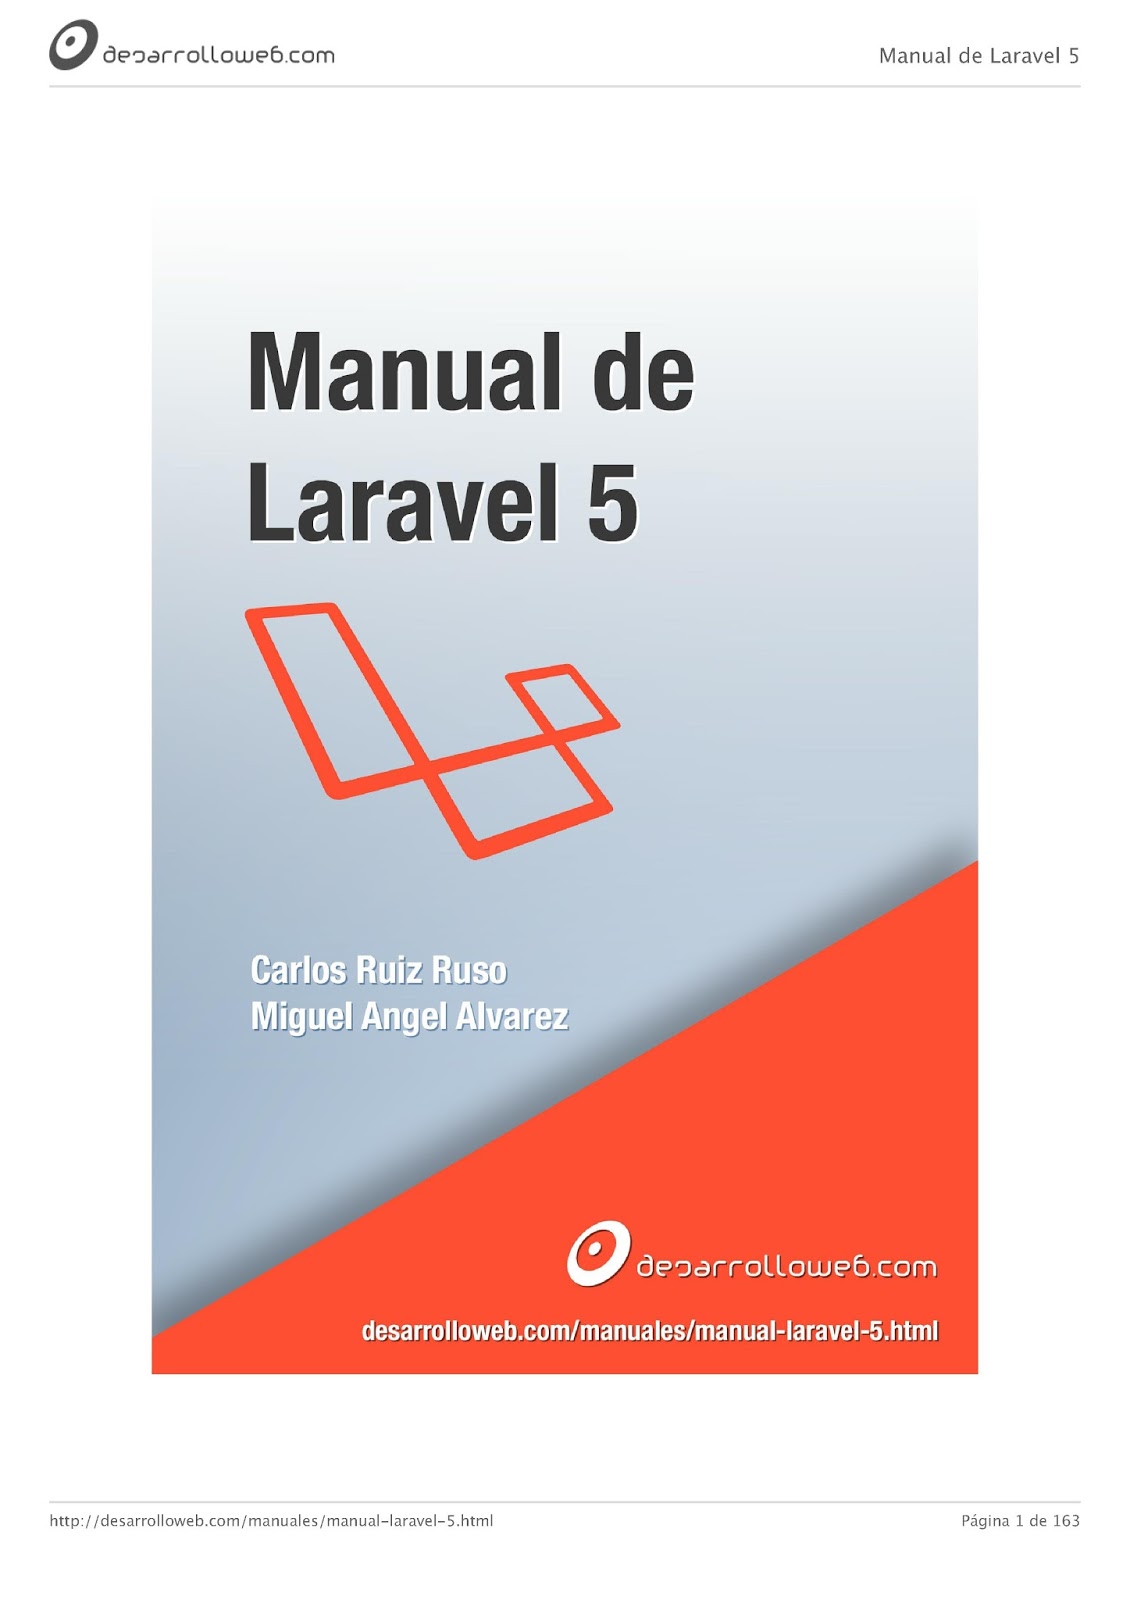 desarrolloweb.com
Manual de Laravel 5
Manual de
Laravel 5
Carlos Ruiz Ruso
Miguel Angel Alvarez
desarrolloweb.com
desarrolloweb.com/manuales/manual-laravel-5.html
http://desarrolloweb.com/manuales/manual-laravel-5.html
Página 1 de 163